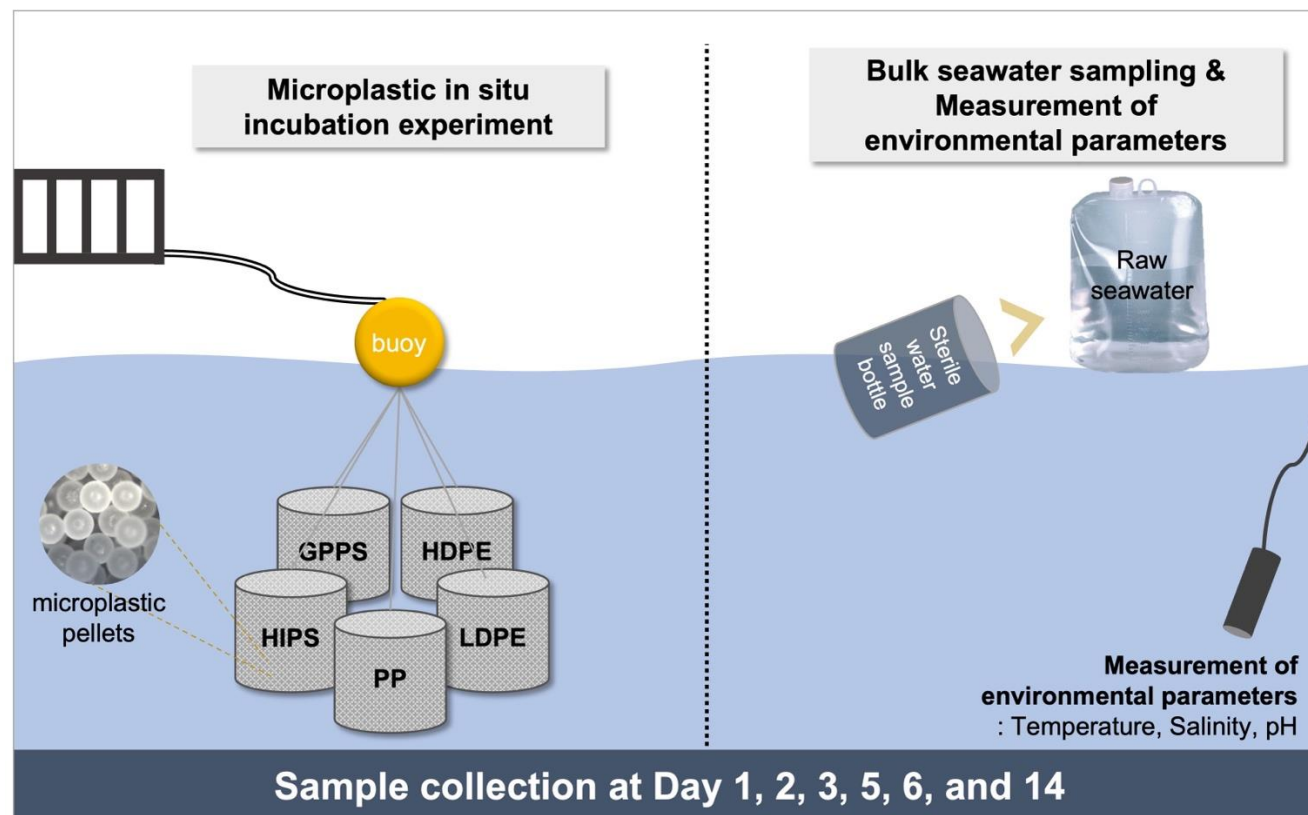 Microplastic in situ
incubation experiment
Bulk seawater sampling &
Measurement of
environmental parameters
Raw
seawater
buoy
Sterile
water
sample
bottle
GPPS
HDPE
microplastic
pellets
HIPS
LDPE
PP
Measurement of
environmental parameters
: Temperature, Salinity, pH
Sample collection at Day 1, 2, 3, 5, 6, and 14